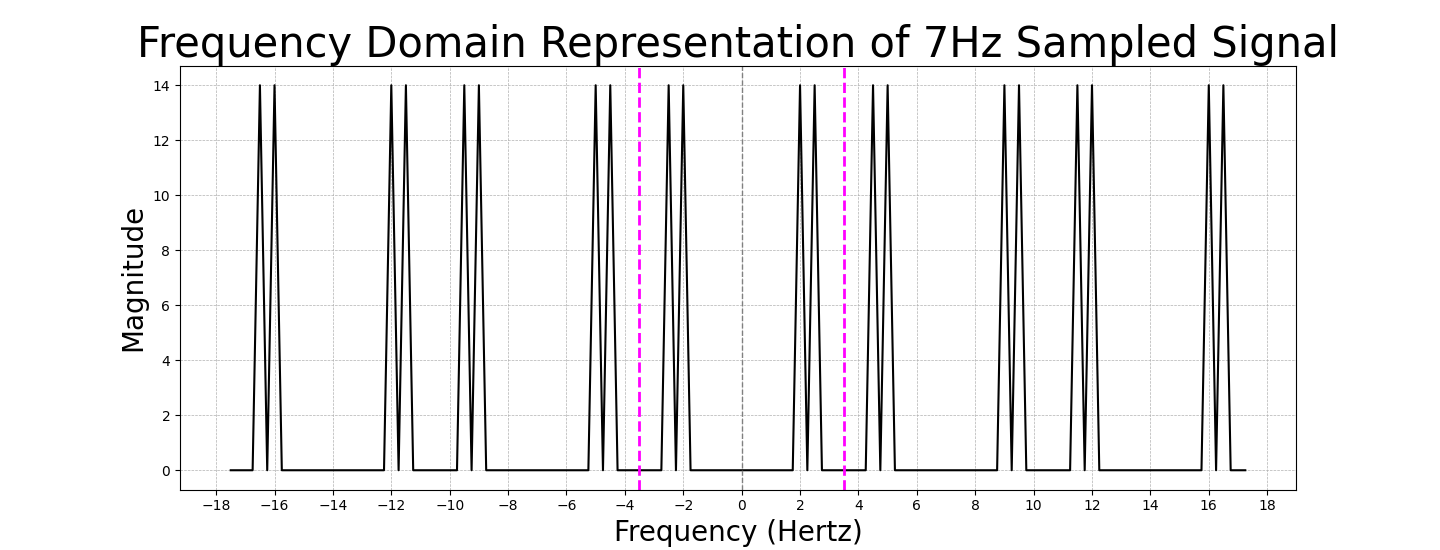 Frequency Domain Representation of 7Hz Sampled Signal
14
12
10
8
6
4
2
0
Magnitude
−18 −16 −14 −12 −10 −8 −6 −4 −2 0 2 4 6 8 10 12 14 16 18
Frequency (Hertz)